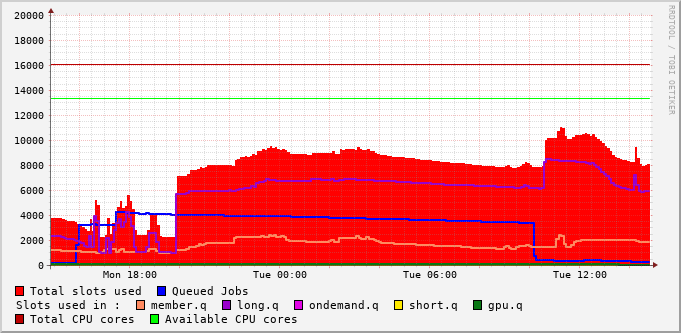 RRDTOOL / TOBI OETIKER
20000
18000
16000
14000
12000
10000
8000
6000
4000
2000
0
Mon 18:00 Tue 00:00 Tue 06:00 Tue 12:00
Total slots used Queued Jobs
Slots used in : member.q long.q ondemand.q short.q gpu.q
Total CPU cores Available CPU cores